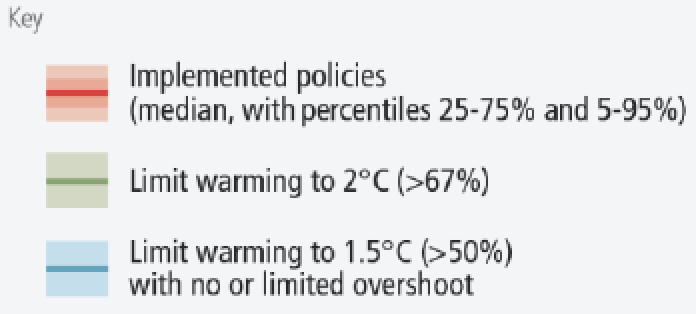 Key
Implemented policies
(median, with percentiles 25-75% and 5-95%)
Limit warming to 2°C (>67%)
Limit warming to 1.5°C (>50%)
with no or limited overshoot